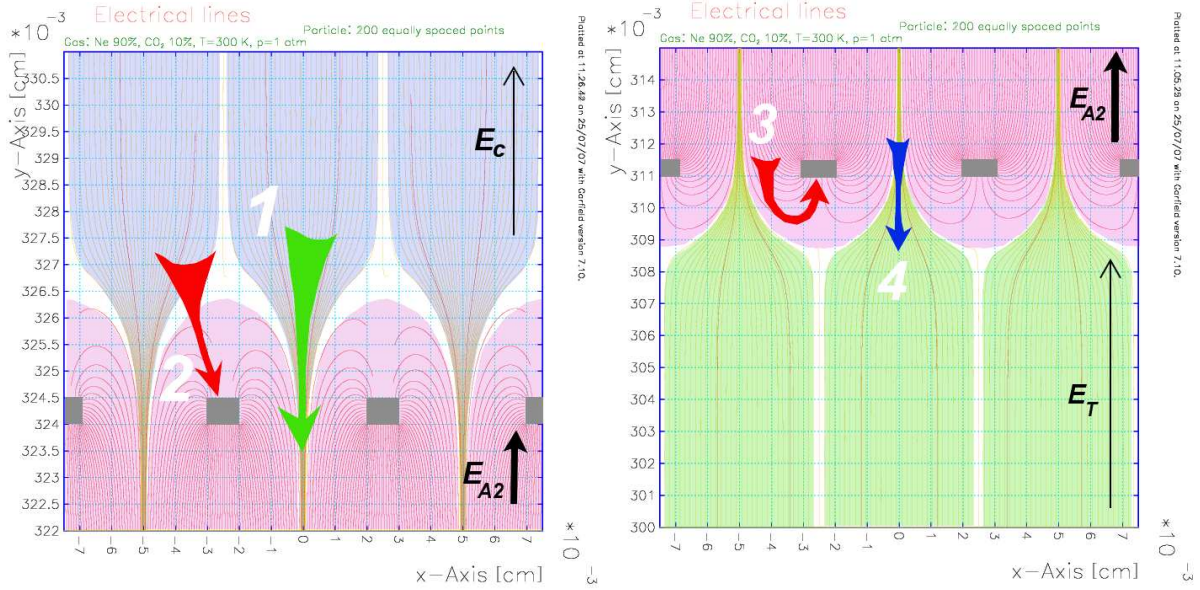 Electrical lines
* 10⁻³
Gas: Ne 90%, CO₂ 10%, T=300 K, p=1 atm
Particle: 200 equally spaced points
y-Axis [cm]
330.5
330
329.5
329
328.5
328
327.5
327
326.5
326
325.5
325
324.5
324
323.5
323
322.5
322
1
2
E_c
E_A2
-7 -6 -5 -4 -3 -2 -1 0 1 2 3 4 5 6 7
x-Axis [cm]
* 10⁻³
Plotted at 11.26.42 on 25/07/07 with Garfield version 7.10.
Electrical lines
* 10⁻³
Gas: Ne 90%, CO₂ 10%, T=300 K, p=1 atm
Particle: 200 equally spaced points
y-Axis [cm]
314
313
312
311
310
309
308
307
306
305
304
303
302
301
300
3
4
E_A2
E_T
-7 -6 -5 -4 -3 -2 -1 0 1 2 3 4 5 6 7
x-Axis [cm]
* 10⁻³
Plotted at 11.05.29 on 25/07/07 with Garfield version 7.10.